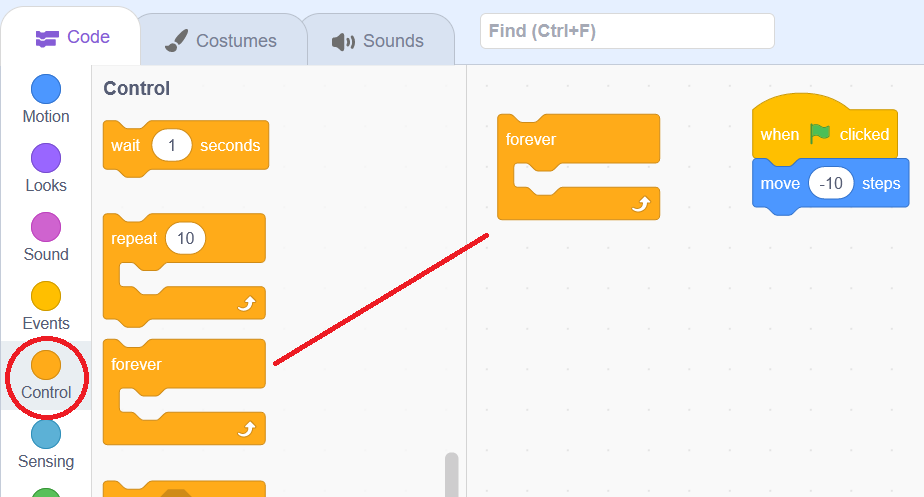 Code
Costumes
Sounds
Find (Ctrl+F)
Motion
Looks
Sound
Events
Control
Sensing
Control
wait 1 seconds
repeat 10
forever
forever
when clicked
move -10 steps